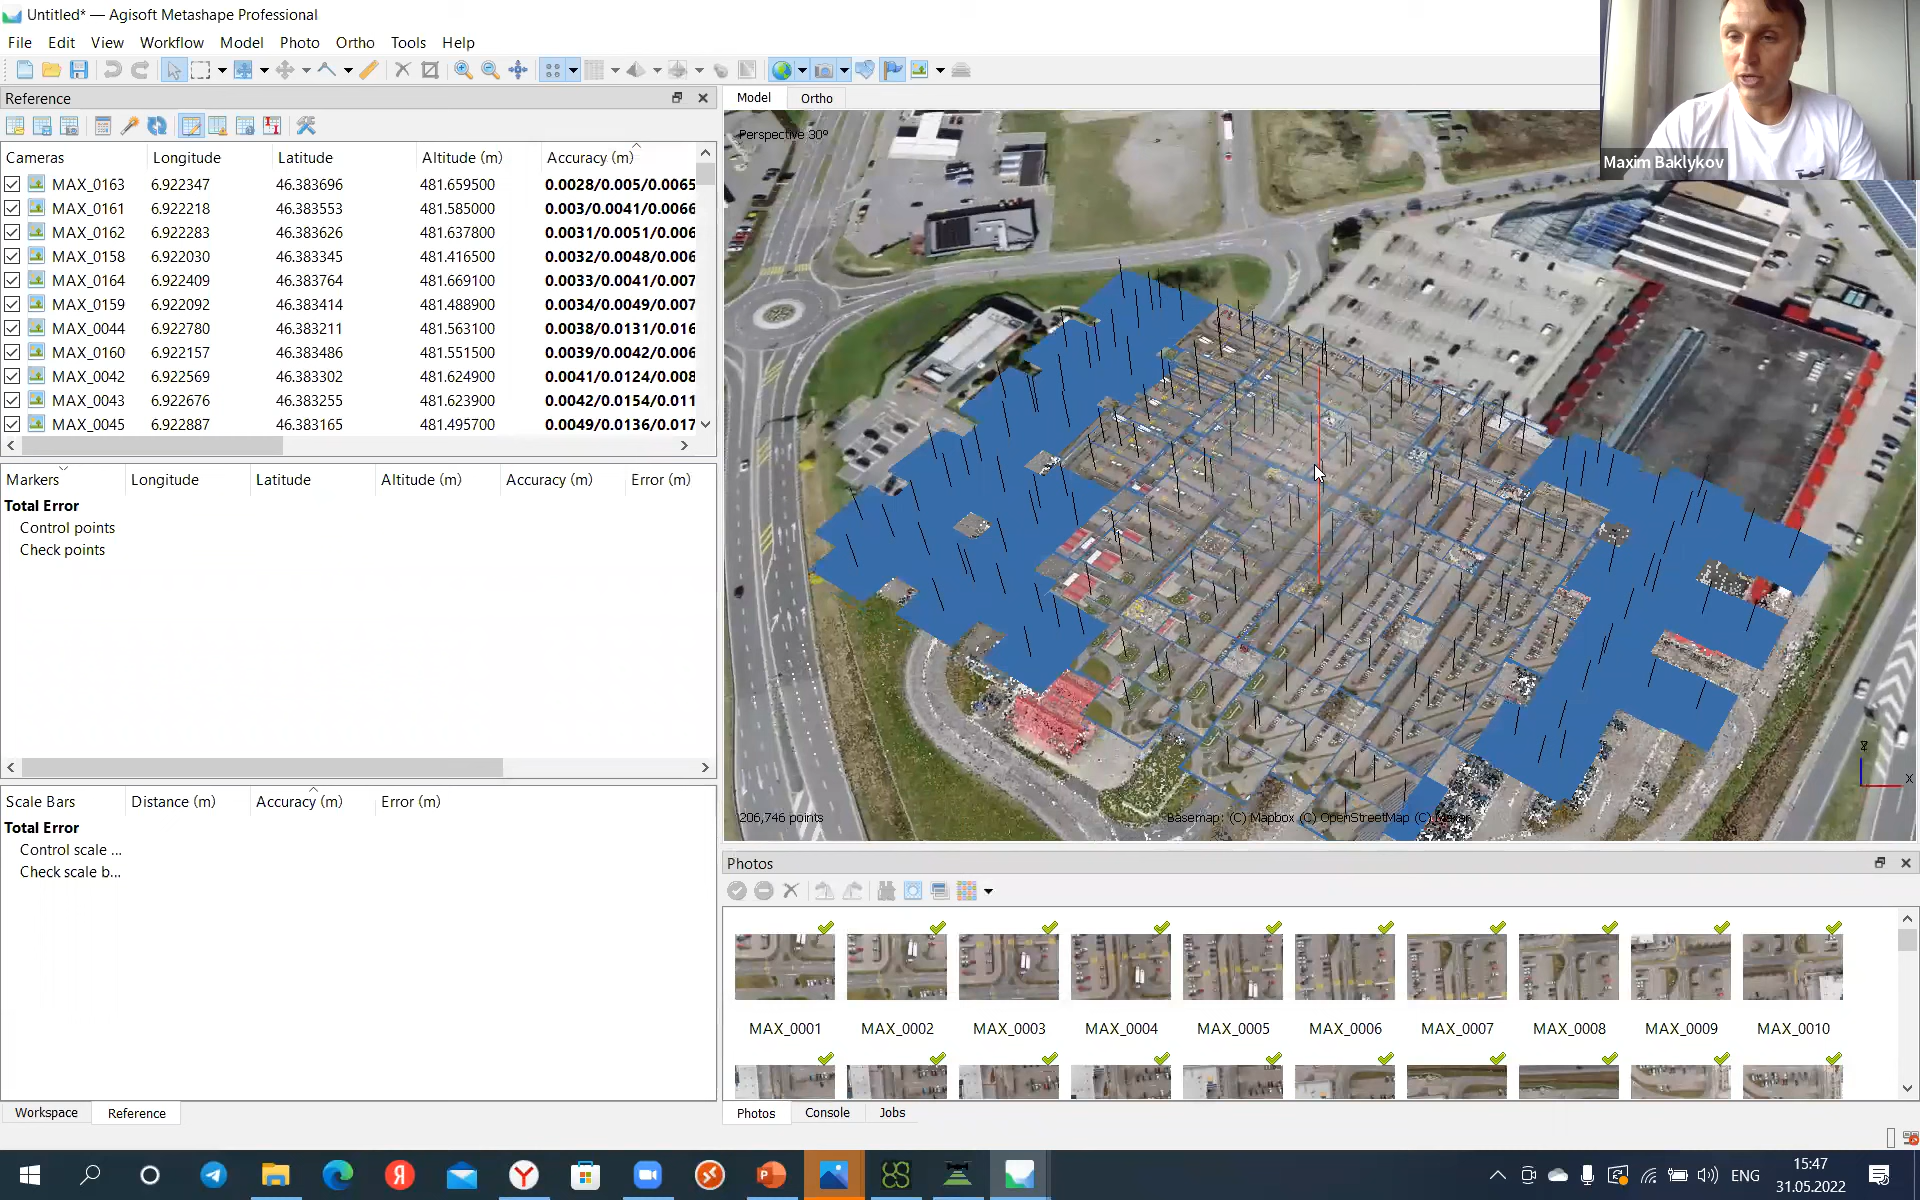 Untitled* — Agisoft Metashape Professional
File Edit View Workflow Model Photo Ortho Tools Help
Reference
Cameras Longitude Latitude Altitude (m) Accuracy (m)
MAX_0163 6.922347 46.383696 481.659500 0.0028/0.005/0.0065
MAX_0161 6.922218 46.383553 481.585000 0.003/0.0041/0.0066
MAX_0162 6.922283 46.383626 481.637800 0.0031/0.0051/0.006
MAX_0158 6.922030 46.383345 481.416500 0.0032/0.0048/0.006
MAX_0164 6.922409 46.383764 481.669100 0.0033/0.0041/0.007
MAX_0159 6.922092 46.383414 481.488900 0.0034/0.0049/0.007
MAX_0044 6.922780 46.383211 481.563100 0.0038/0.0131/0.016
MAX_0160 6.922157 46.383486 481.551500 0.0039/0.0042/0.006
MAX_0042 6.922569 46.383302 481.624900 0.0041/0.0124/0.008
MAX_0043 6.922676 46.383255 481.623900 0.0042/0.0154/0.011
MAX_0045 6.922887 46.383165 481.495700 0.0049/0.0136/0.017
Markers Longitude Latitude Altitude (m) Accuracy (m) Error (m)
Total Error
Control points
Check points
Scale Bars Distance (m) Accuracy (m) Error (m)
Total Error
Control scale ...
Check scale b...
Workspace Reference
Model Ortho
Perspective 30°
Maxim Baklykov
Z
X
206,746 points
Basemap: (C) Mapbox (C) OpenStreetMap (C) Maxar
Photos
MAX_0001 MAX_0002 MAX_0003 MAX_0004 MAX_0005 MAX_0006 MAX_0007 MAX_0008 MAX_0009 MAX_0010
Photos Console Jobs
ENG
15:47
31.05.2022